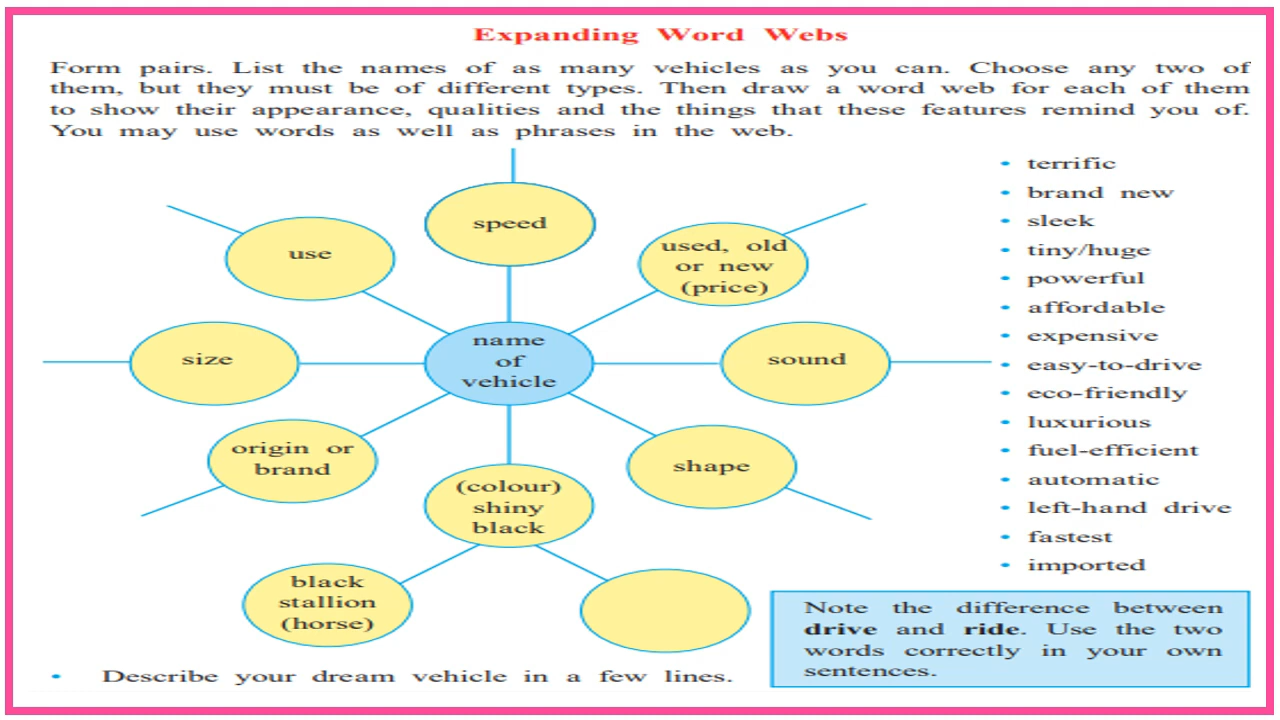 Expanding Word Webs
Form pairs. List the names of as many vehicles as you can. Choose any two of
them, but they must be of different types. Then draw a word web for each of them
to show their appearance, qualities and the things that these features remind you of.
You may use words as well as phrases in the web.
speed
use
used, old
or new
(price)
size
name
of
vehicle
sound
origin or
brand
shape
(colour)
shiny
black
black
stallion
(horse)
• terrific
• brand new
• sleek
• tiny/huge
• powerful
• affordable
• expensive
• easy-to-drive
• eco-friendly
• luxurious
• fuel-efficient
• automatic
• left-hand drive
• fastest
• imported
Note the difference between
drive and ride. Use the two
words correctly in your own
sentences.
• Describe your dream vehicle in a few lines.